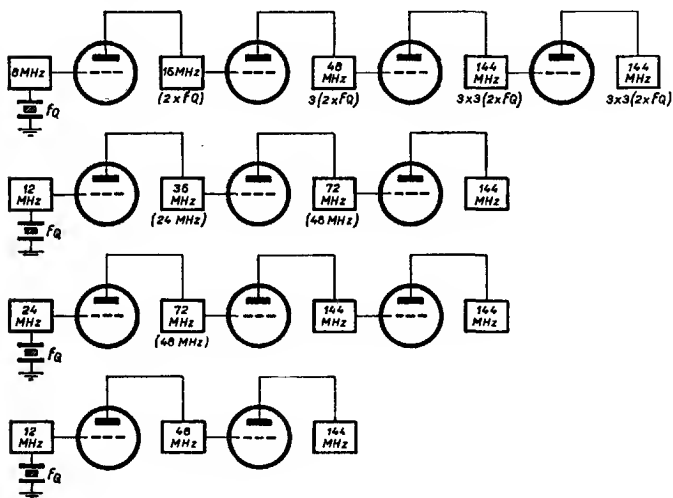 8MHz
fQ
16MHz
(2xfQ)
48
MHz
3(2xfQ)
144
MHz
3x3(2xfQ)
144
MHz
3x3(2xfQ)
12
MHz
fQ
36
MHz
(24 MHz)
72
MHz
(48 MHz)
144
MHz
24
MHz
fQ
72
MHz
(48 MHz)
144
MHz
144
MHz
12
MHz
fQ
48
MHz
144
MHz